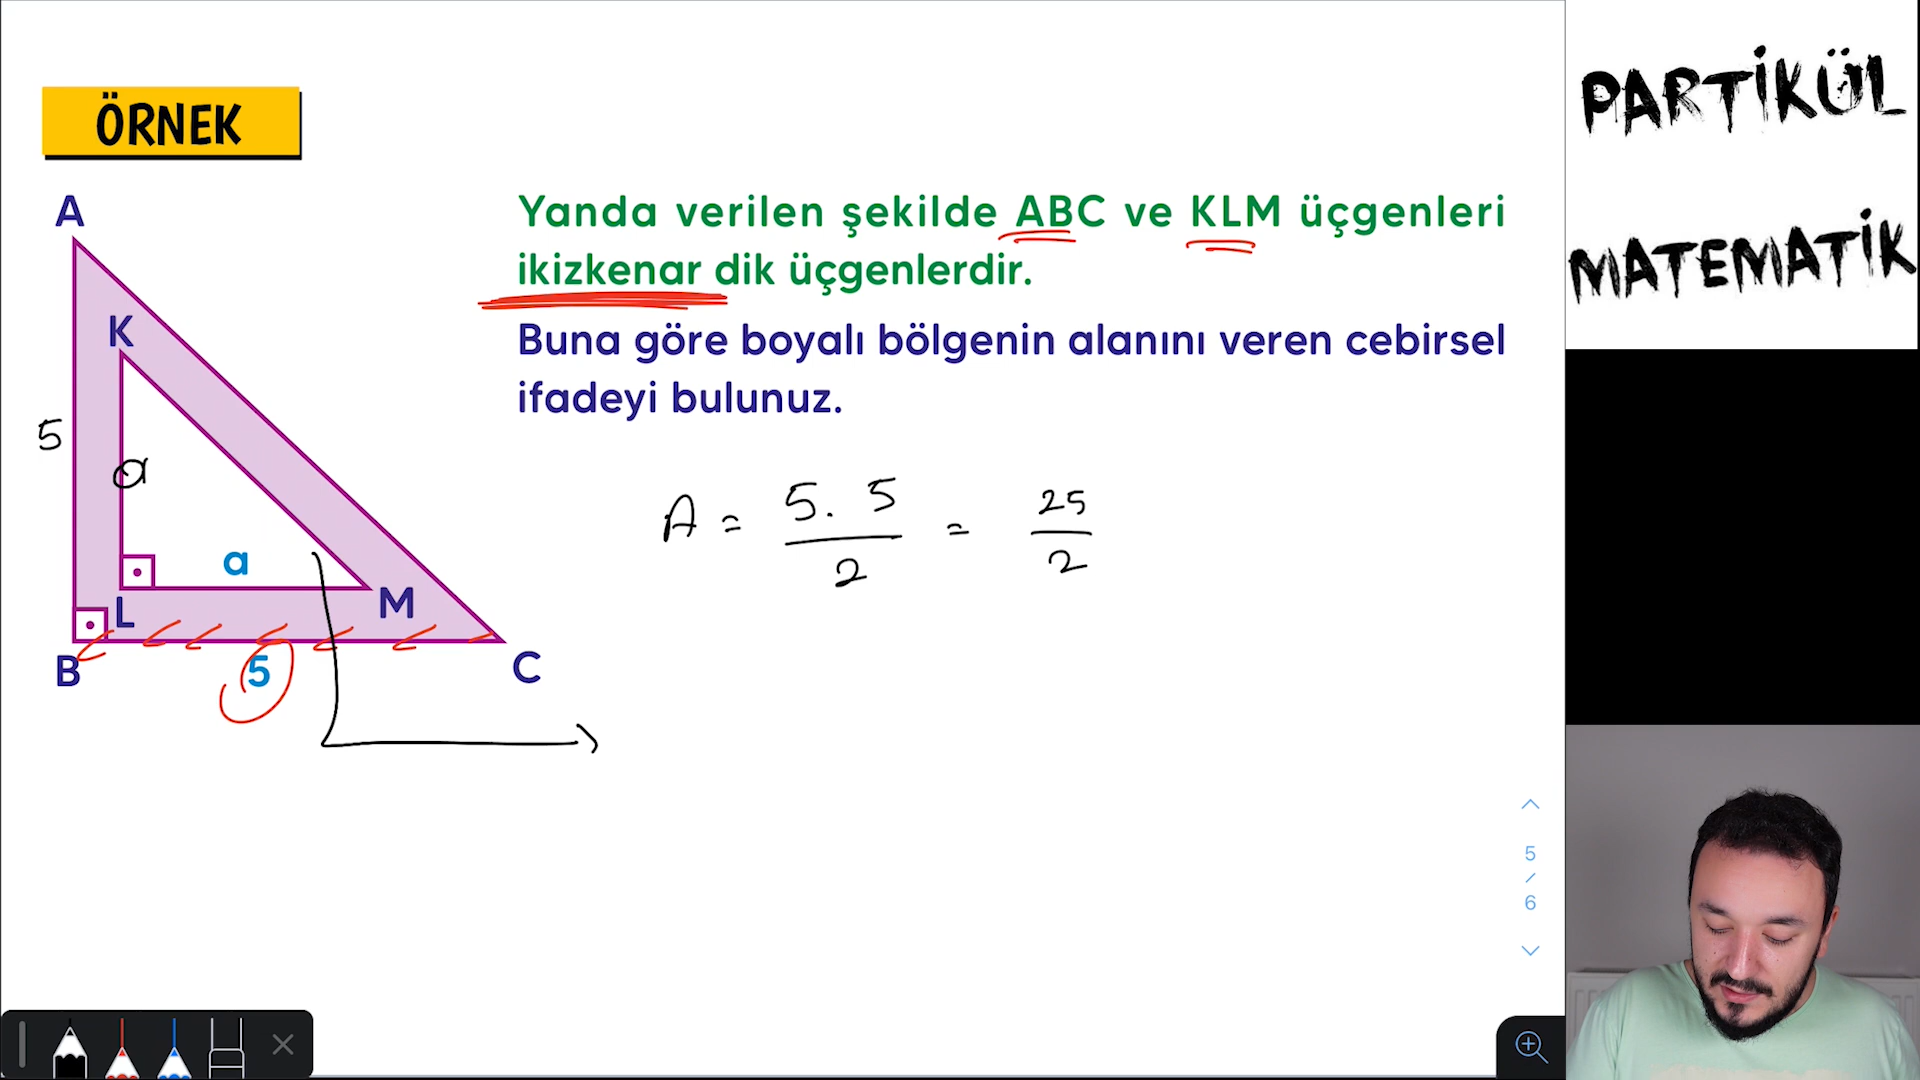 ÖRNEK
Yanda verilen şekilde ABC ve KLM üçgenleri
ikizkenar dik üçgenlerdir.
Buna göre boyalı bölgenin alanını veren cebirsel
ifadeyi bulunuz.
A
K
5
a
a
L
M
B
5
C
A = 5. 5 / 2 = 25 / 2
PARTİKÜL
MATEMATİK
5
/
6